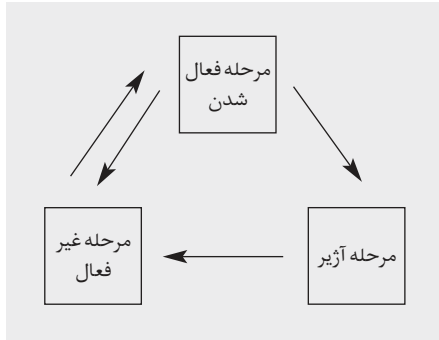 مرحله فعال
شدن
مرحله آژیر
مرحله غیر
فعال